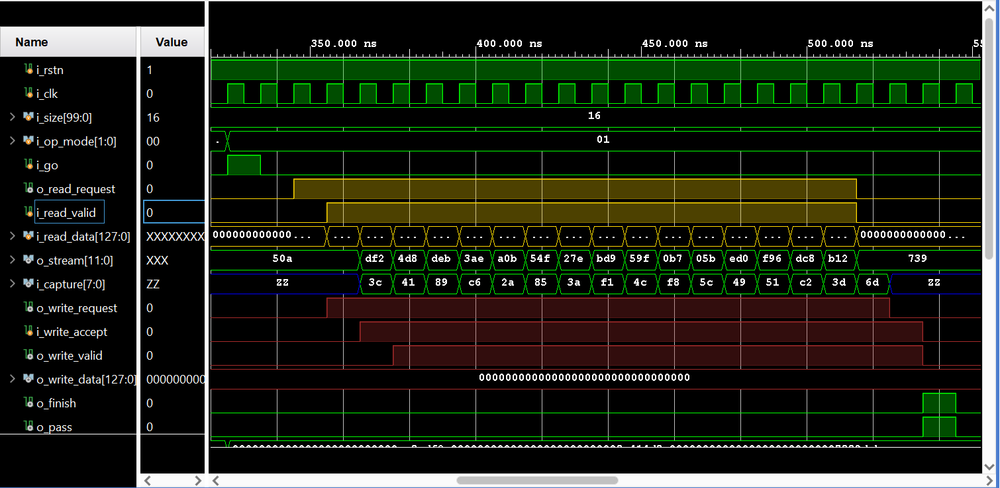 Name Value
350.000 ns 400.000 ns 450.000 ns 500.000 ns
i_rstn 1
i_clk 0
i_size[99:0] 16 16
i_op_mode[1:0] 00 . 01
i_go 0
o_read_request 0
i_read_valid 0
i_read_data[127:0] XXXXXXXX 000000000000... ... ... ... ... ... ... ... ... ... ... ... ... ... ... ... ... 0000000000000...
o_stream[11:0] XXX 50a df2 4d8 deb 3ae a0b 54f 27e bd9 59f 0b7 05b ed0 f96 dc8 b12 739
i_capture[7:0] ZZ ZZ 3c 41 89 c6 2a 85 3a f1 4c f8 5c 49 51 c2 3d 6d ZZ
o_write_request 0
i_write_accept 0
o_write_valid 0
o_write_data[127:0] 000000000 00000000000000000000000000000000
o_finish 0
o_pass 0